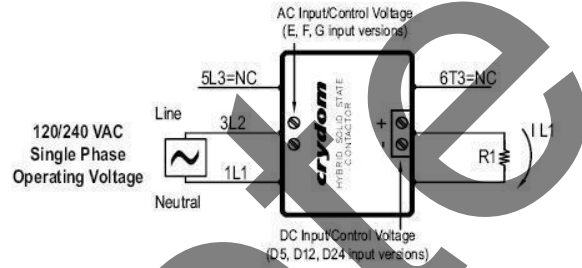 AC Input/Control Voltage
(E, F, G input versions)
5L3=NC
6T3=NC
Line
3L2
120/240 VAC
Single Phase
Operating Voltage
1L1
Neutral
crydom
HYBRID SOLID STATE
CONTACTOR
+
-
R1
I L1
DC Input/Control Voltage
(D5, D12, D24 input versions)